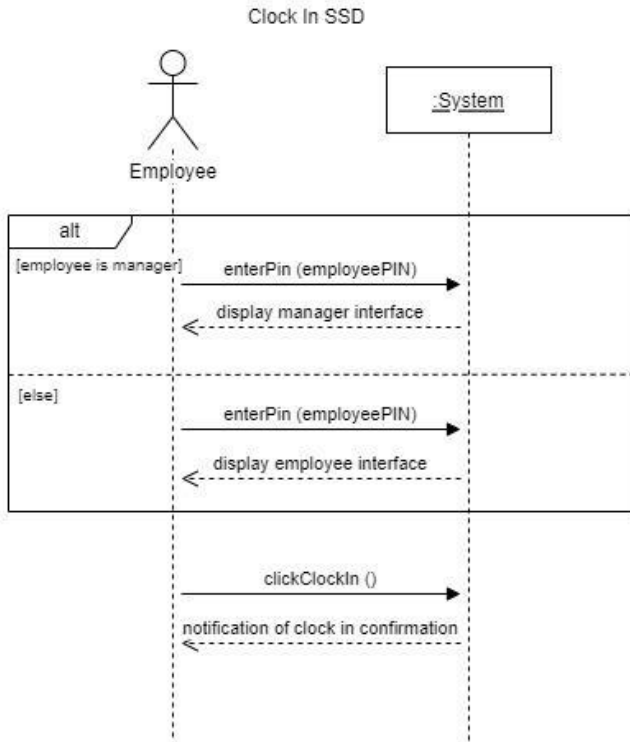 Clock In SSD
:System
Employee
alt
[employee is manager]
enterPin (employeePIN)
display manager interface
[else]
enterPin (employeePIN)
display employee interface
clickClockIn ()
notification of clock in confirmation